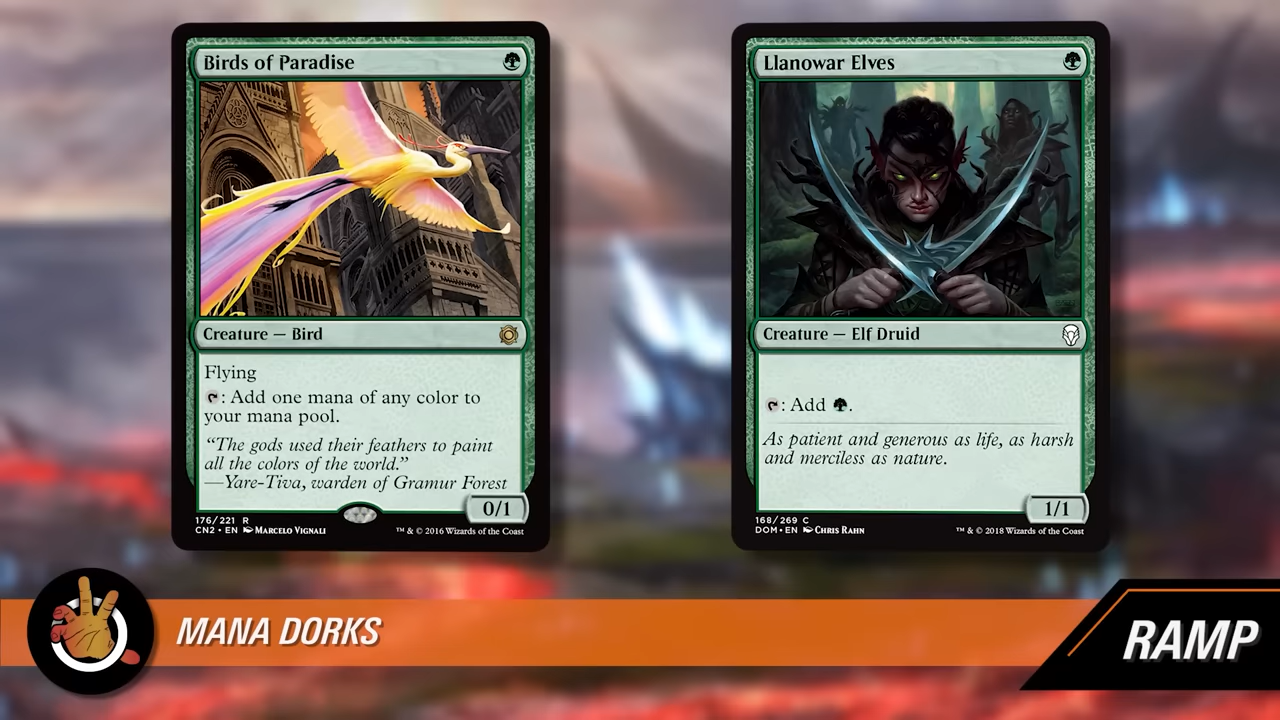 Birds of Paradise
Creature — Bird
Flying
: Add one mana of any color to
your mana pool.
“The gods used their feathers to paint
all the colors of the world.”
—Yare-Tiva, warden of Gramur Forest
0/1
176/221 R
CN2 • EN Marcelo Vignali
™ & © 2016 Wizards of the Coast
Llanowar Elves
Creature — Elf Druid
: Add .
As patient and generous as life, as harsh
and merciless as nature.
1/1
168/269 C
DOM • EN Chris Rahn
™ & © 2018 Wizards of the Coast
MANA DORKS
RAMP